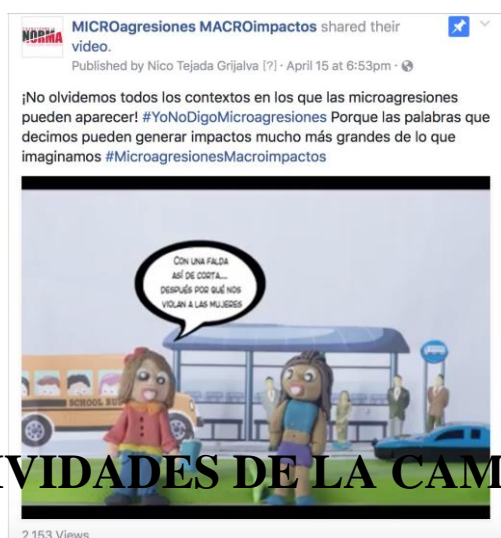 NORMA
MICROagresiones MACROimpactos shared their
video.
Published by Nico Tejada Grijalva [?] · April 15 at 6:53pm ·
¡No olvidemos todos los contextos en los que las microagresiones
pueden aparecer! #YoNoDigoMicroagresiones Porque las palabras que
decimos pueden generar impactos mucho más grandes de lo que
imaginamos #MicroagresionesMacroimpactos
CON UNA FALDA
ASÍ DE CORTA....
DESPUÉS POR QUÉ NOS
VIOLAN A LAS MUJERES
SCHOOL BUS
IVIDADES DE LA CAM
2,153 Views